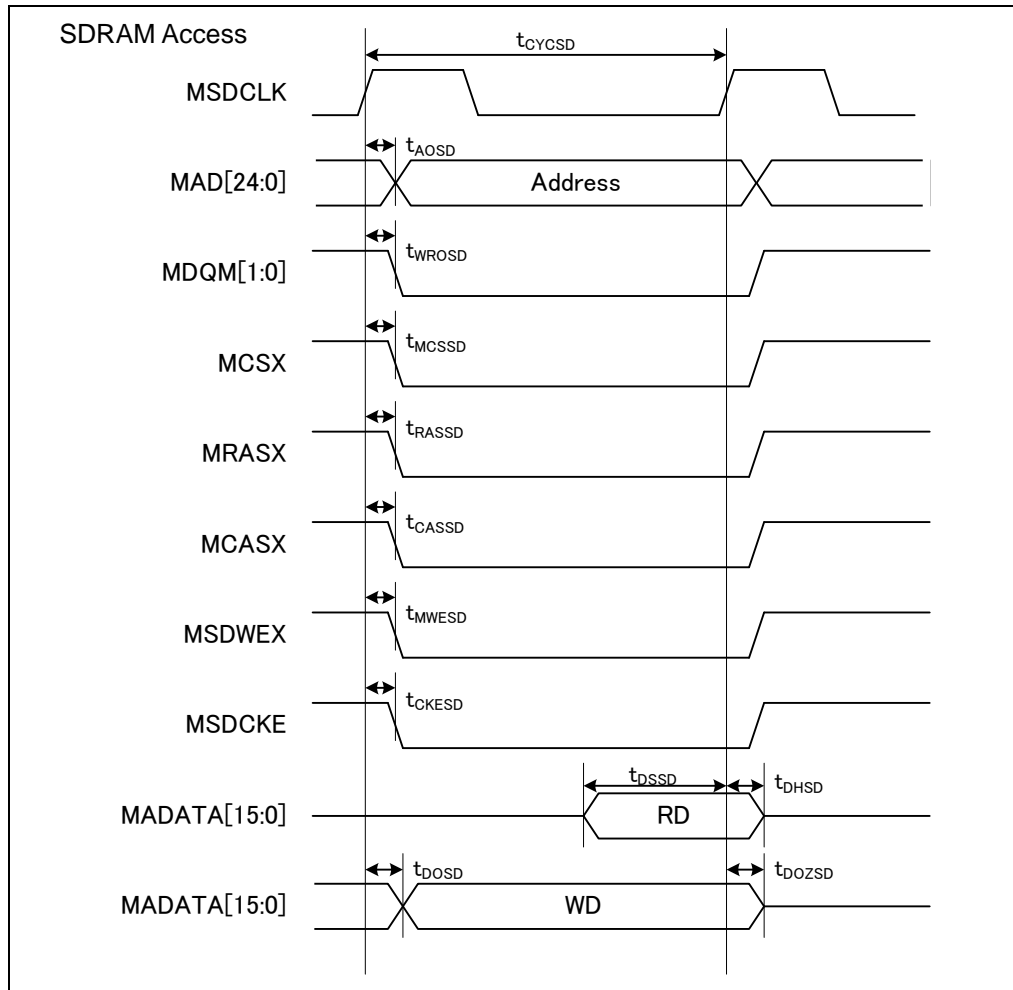 SDRAM Access
tCYCSD
MSDCLK
tAOSD
MAD[24:0]
Address
tWROSD
MDQM[1:0]
tMCSSD
MCSX
tRASSD
MRASX
tCASSD
MCASX
tMWESD
MSDWEX
tCKESD
MSDCKE
tDSSD
tDHSD
MADATA[15:0]
RD
tDOSD
tDOZSD
MADATA[15:0]
WD